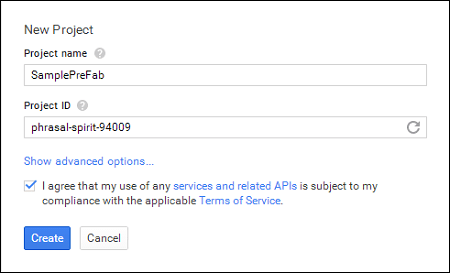 New Project
Project name
SamplePreFab
Project ID
phrasal-spirit-94009
Show advanced options...
I agree that my use of any services and related APIs is subject to my
compliance with the applicable Terms of Service.
Create Cancel